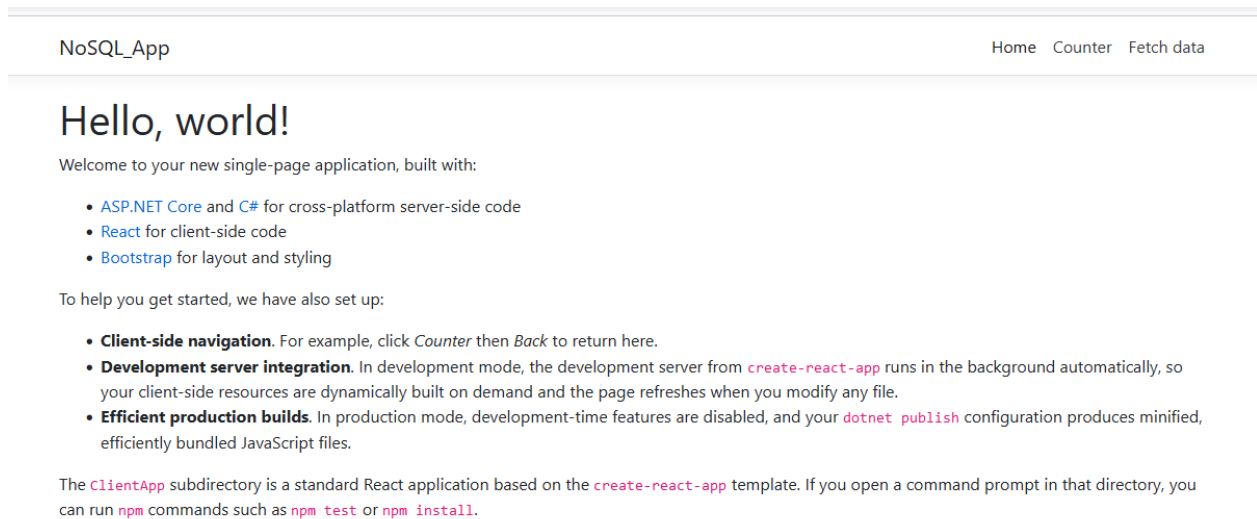 NoSQL_App
Home Counter Fetch data
Hello, world!
Welcome to your new single-page application, built with:
• ASP.NET Core and C# for cross-platform server-side code
• React for client-side code
• Bootstrap for layout and styling
To help you get started, we have also set up:
• Client-side navigation. For example, click Counter then Back to return here.
• Development server integration. In development mode, the development server from create-react-app runs in the background automatically, so
your client-side resources are dynamically built on demand and the page refreshes when you modify any file.
• Efficient production builds. In production mode, development-time features are disabled, and your dotnet publish configuration produces minified,
efficiently bundled JavaScript files.
The ClientApp subdirectory is a standard React application based on the create-react-app template. If you open a command prompt in that directory, you
can run npm commands such as npm test or npm install.